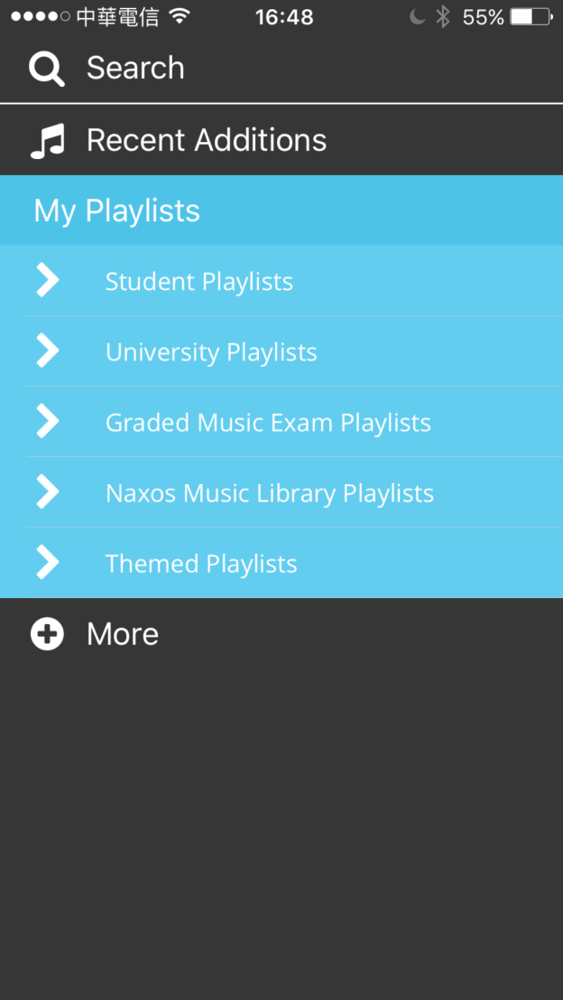 中華電信 16:48 55%
Search
Recent Additions
My Playlists
Student Playlists
University Playlists
Graded Music Exam Playlists
Naxos Music Library Playlists
Themed Playlists
More